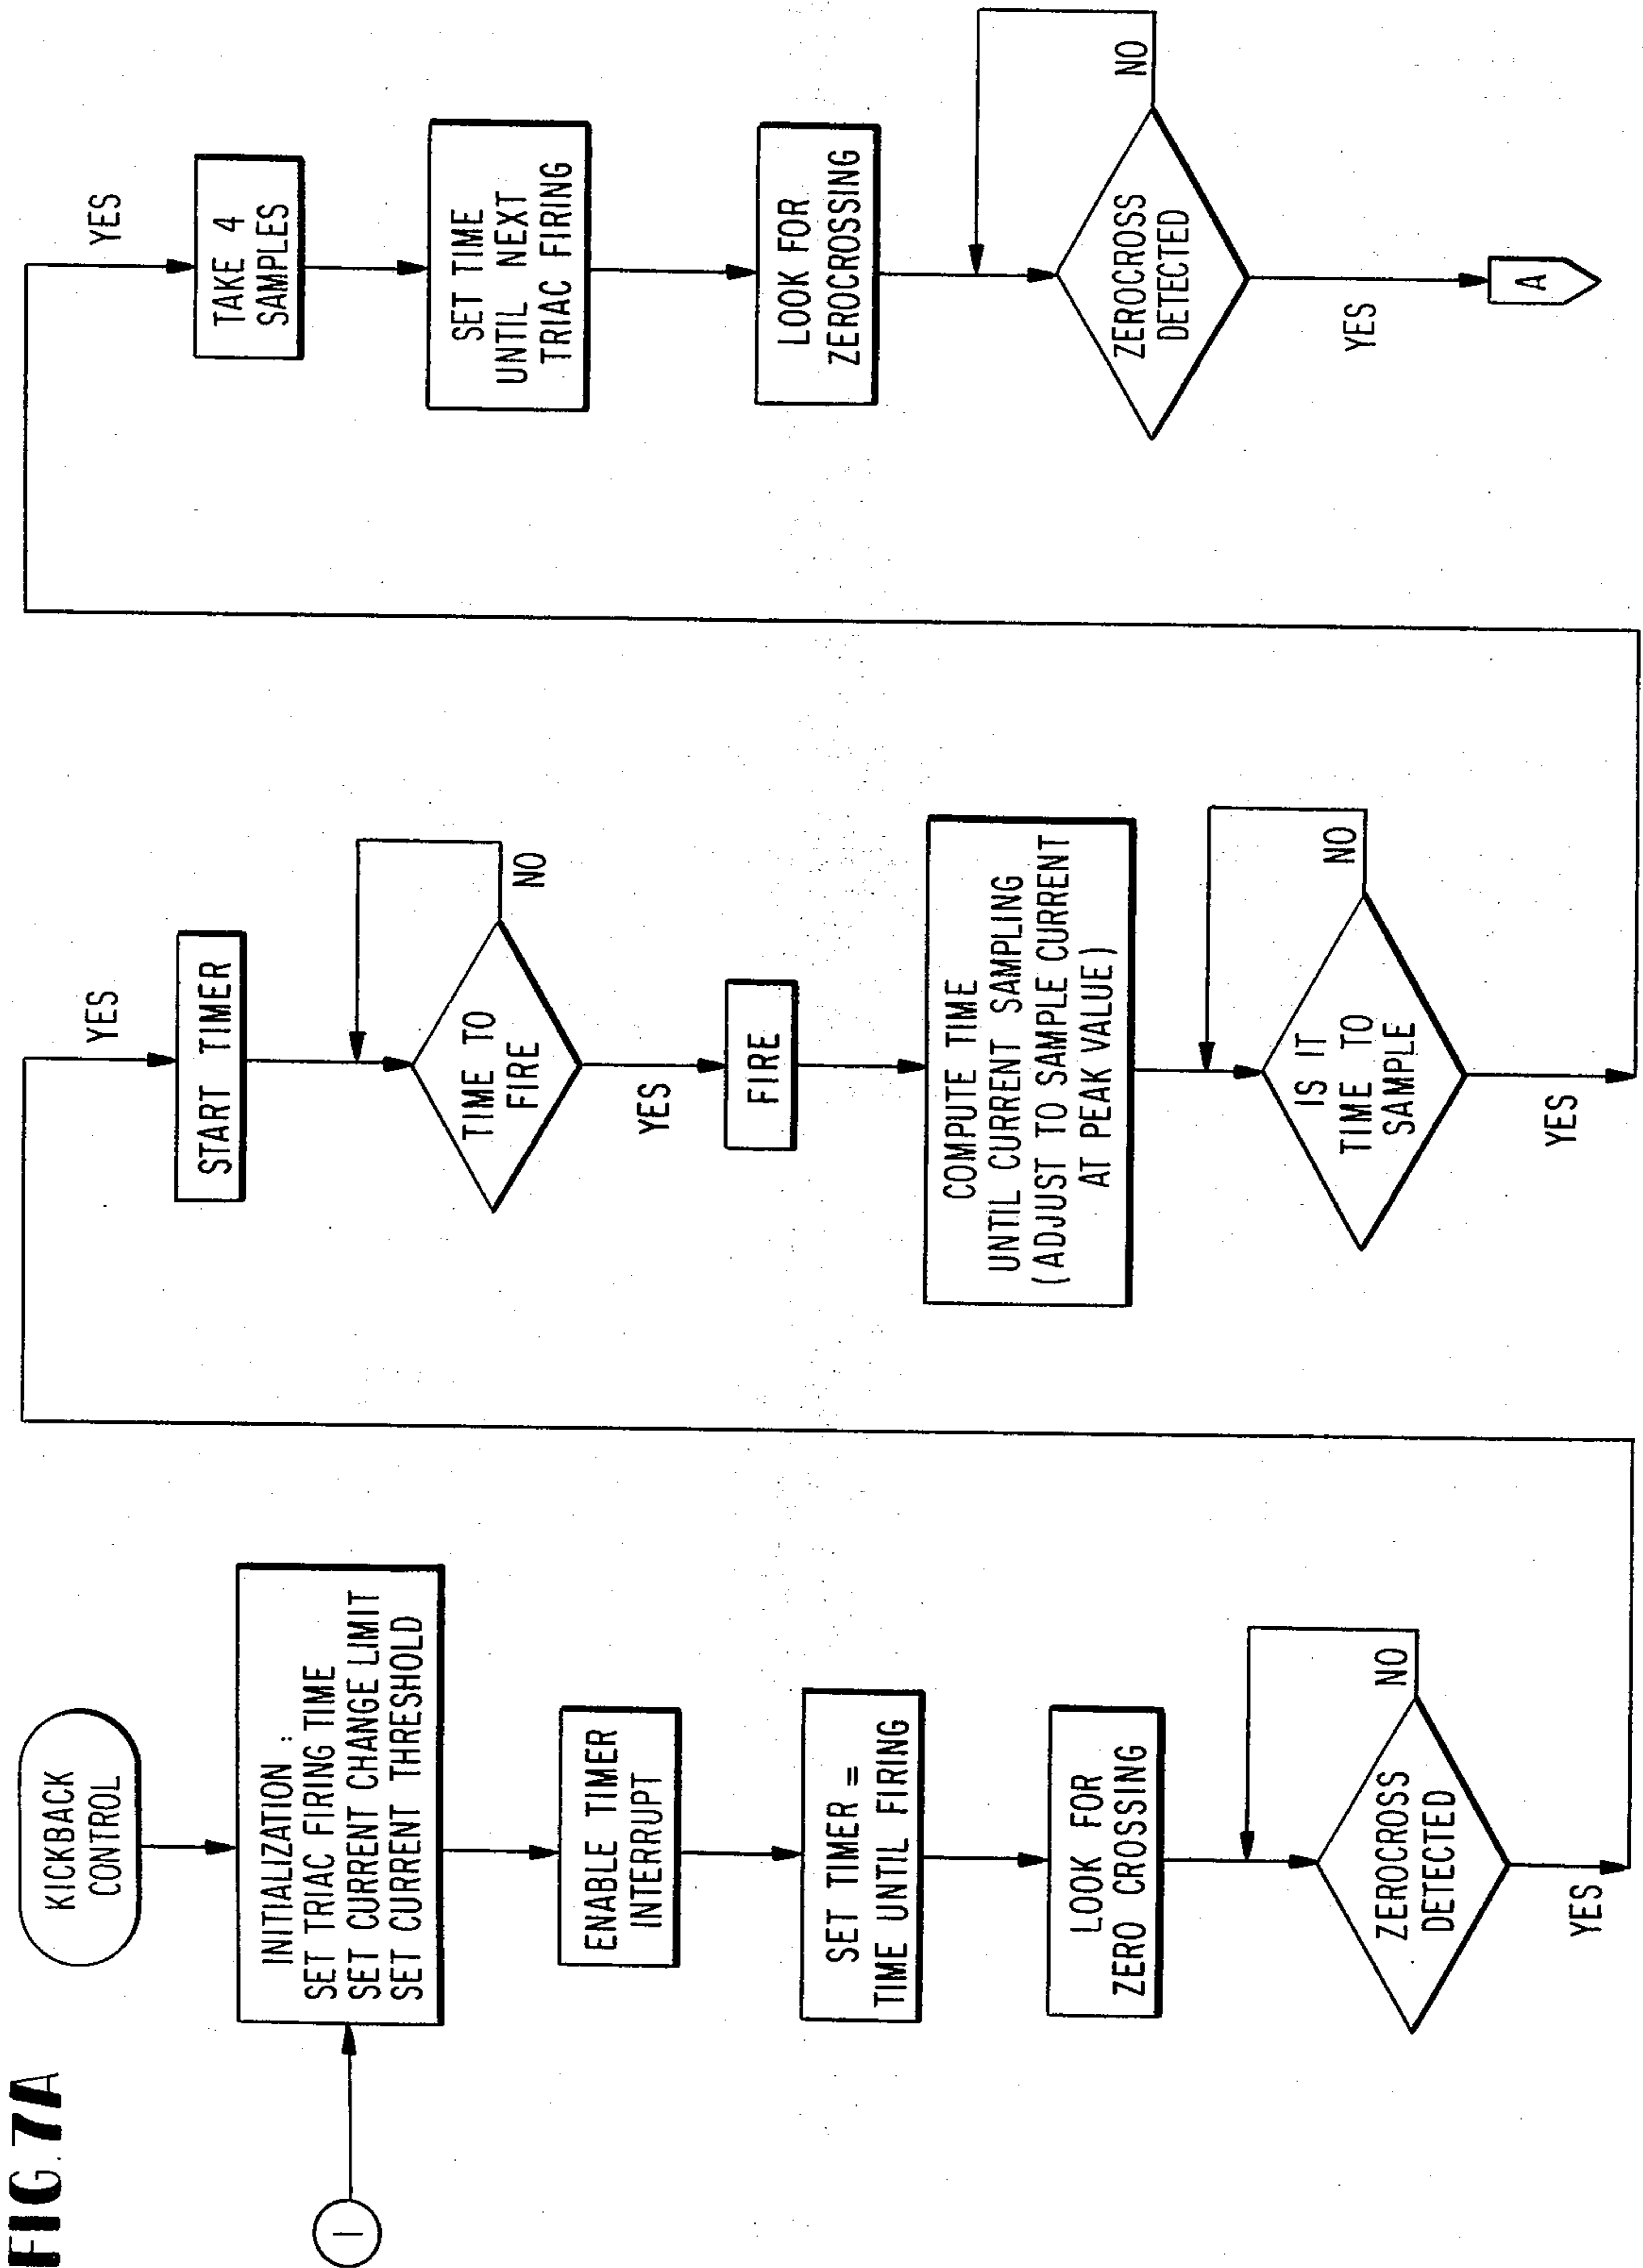 FIG. 7A
KICKBACK
CONTROL
1
INITIALIZATION :
SET TRIAC FIRING TIME
SET CURRENT CHANGE LIMIT
SET CURRENT THRESHOLD
ENABLE TIMER
INTERRUPT
SET TIMER =
TIME UNTIL FIRING
LOOK FOR
ZERO CROSSING
ZEROCROSS
DETECTED
NO
YES
YES
START TIMER
TIME TO
FIRE
NO
YES
FIRE
COMPUTE TIME
UNTIL CURRENT SAMPLING
(ADJUST TO SAMPLE CURRENT
AT PEAK VALUE)
IS IT
TIME TO
SAMPLE
NO
YES
YES
TAKE 4
SAMPLES
SET TIME
UNTIL NEXT
TRIAC FIRING
LOOK FOR
ZEROCROSSING
ZEROCROSS
DETECTED
NO
YES
A